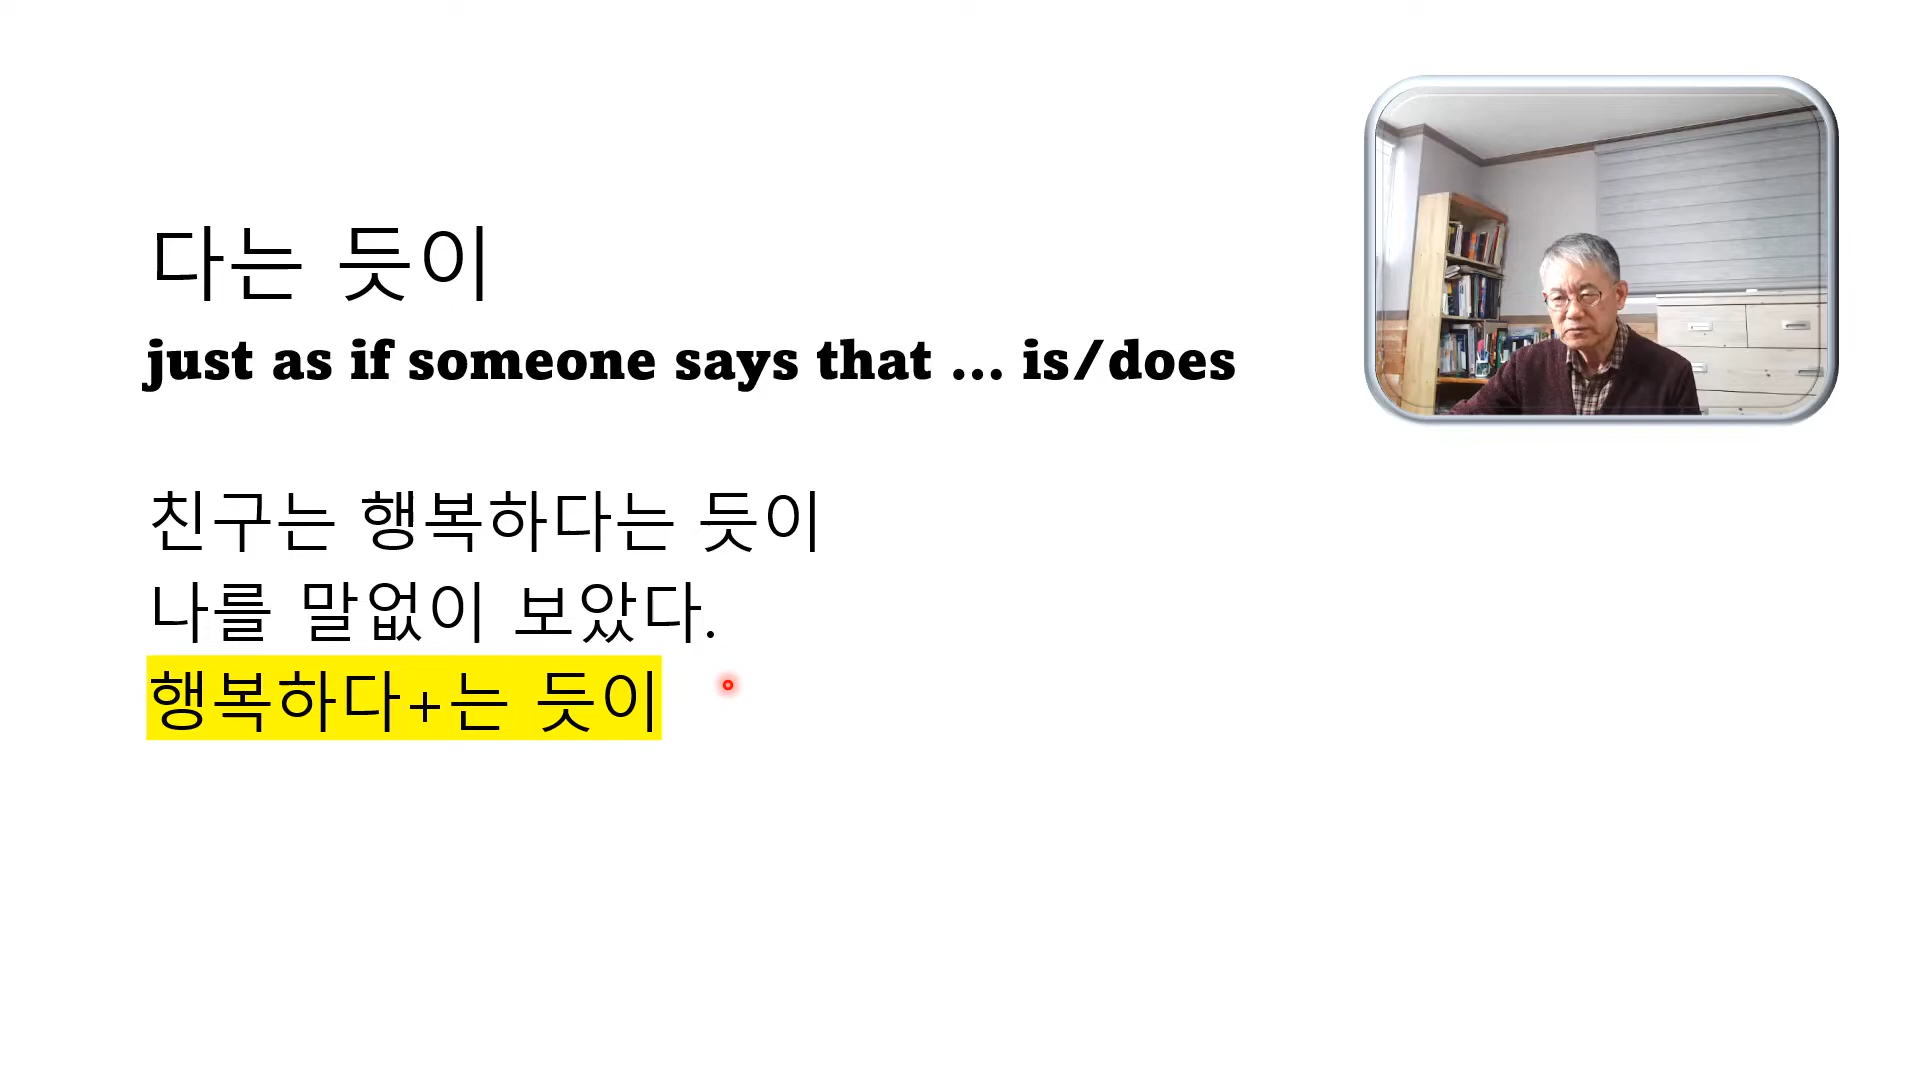 다는 듯이
just as if someone says that ... is/does
친구는 행복하다는 듯이
나를 말없이 보았다.
행복하다+는 듯이